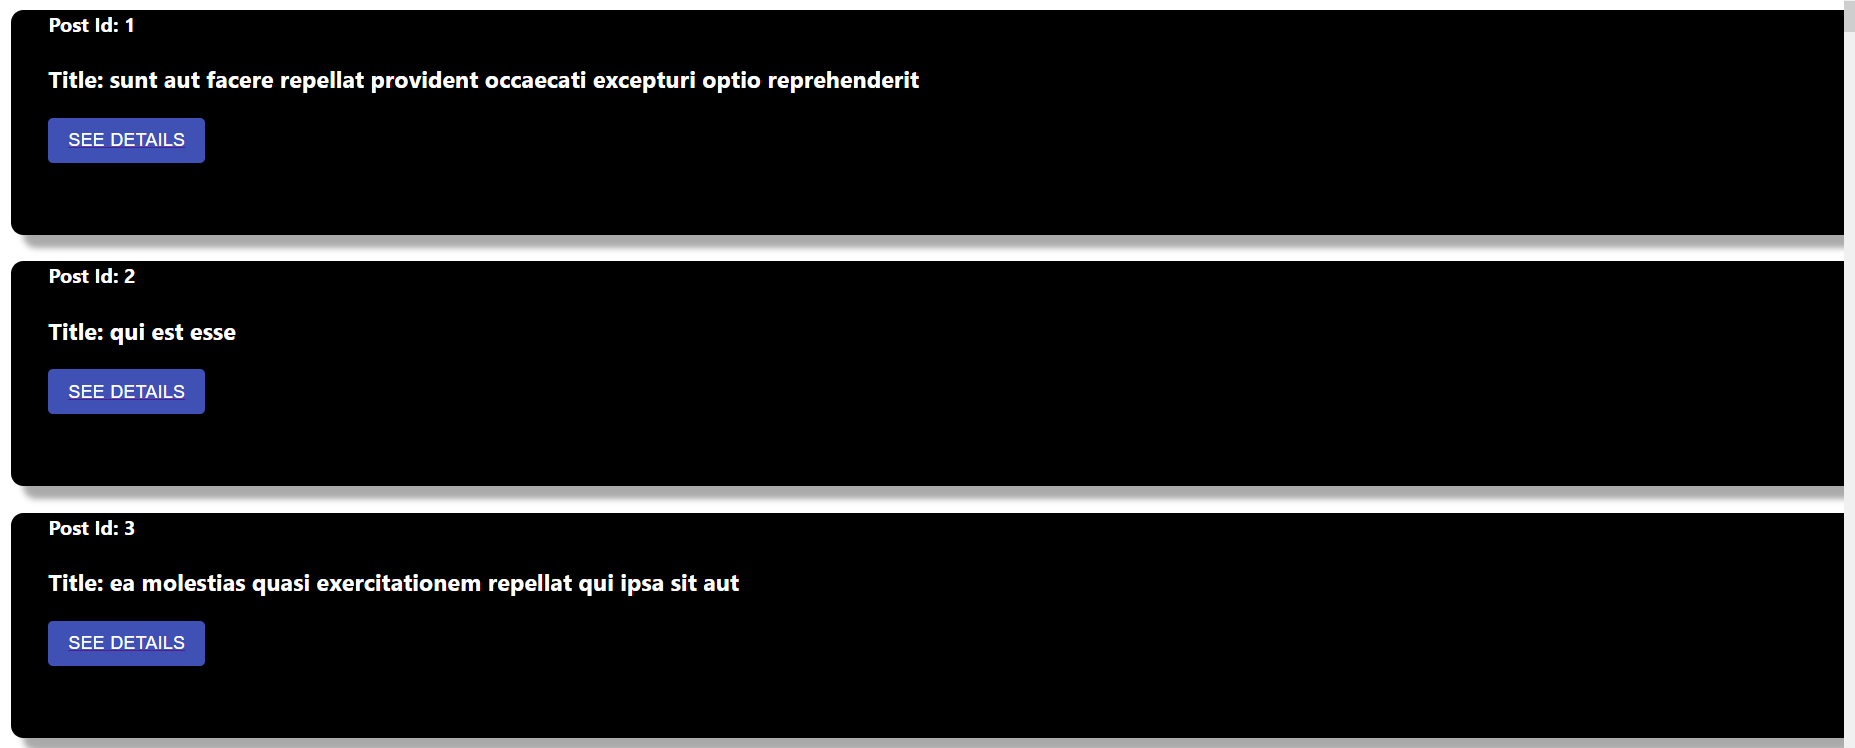 Post Id: 1
Title: sunt aut facere repellat provident occaecati excepturi optio reprehenderit
SEE DETAILS
Post Id: 2
Title: qui est esse
SEE DETAILS
Post Id: 3
Title: ea molestias quasi exercitationem repellat qui ipsa sit aut
SEE DETAILS